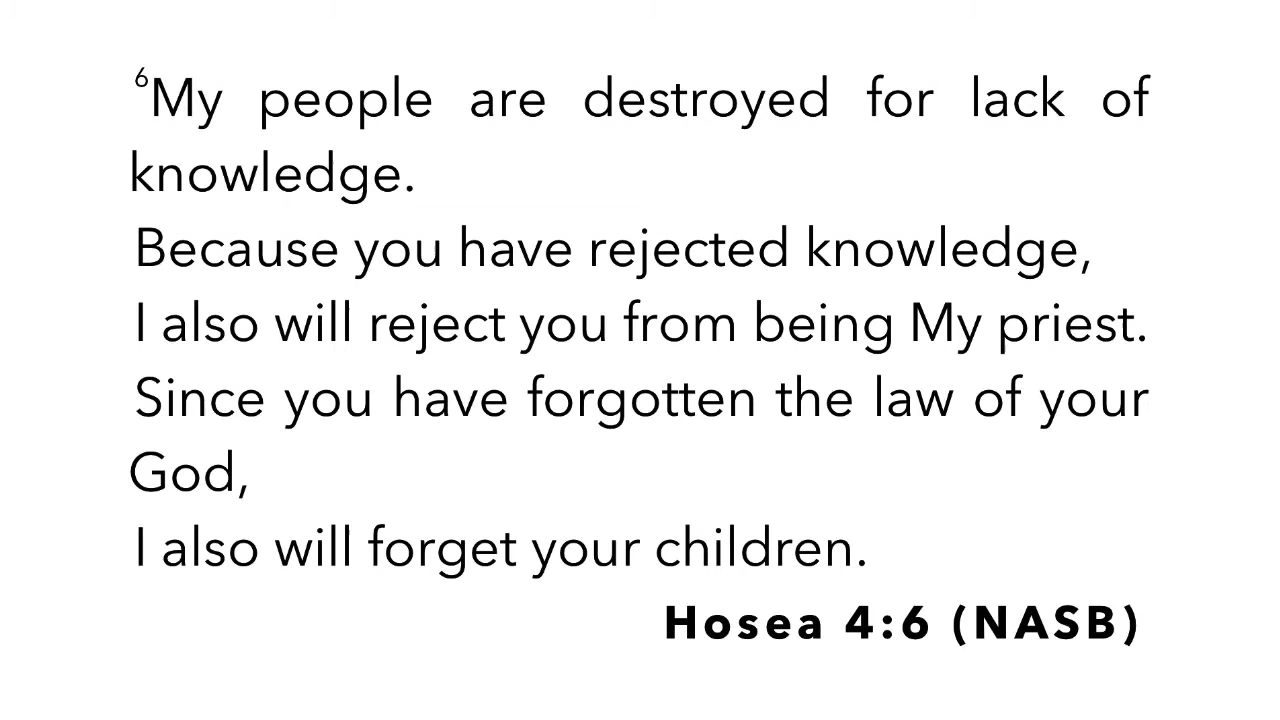 ⁶My people are destroyed for lack of
knowledge.
Because you have rejected knowledge,
I also will reject you from being My priest.
Since you have forgotten the law of your
God,
I also will forget your children.
Hosea 4:6 (NASB)